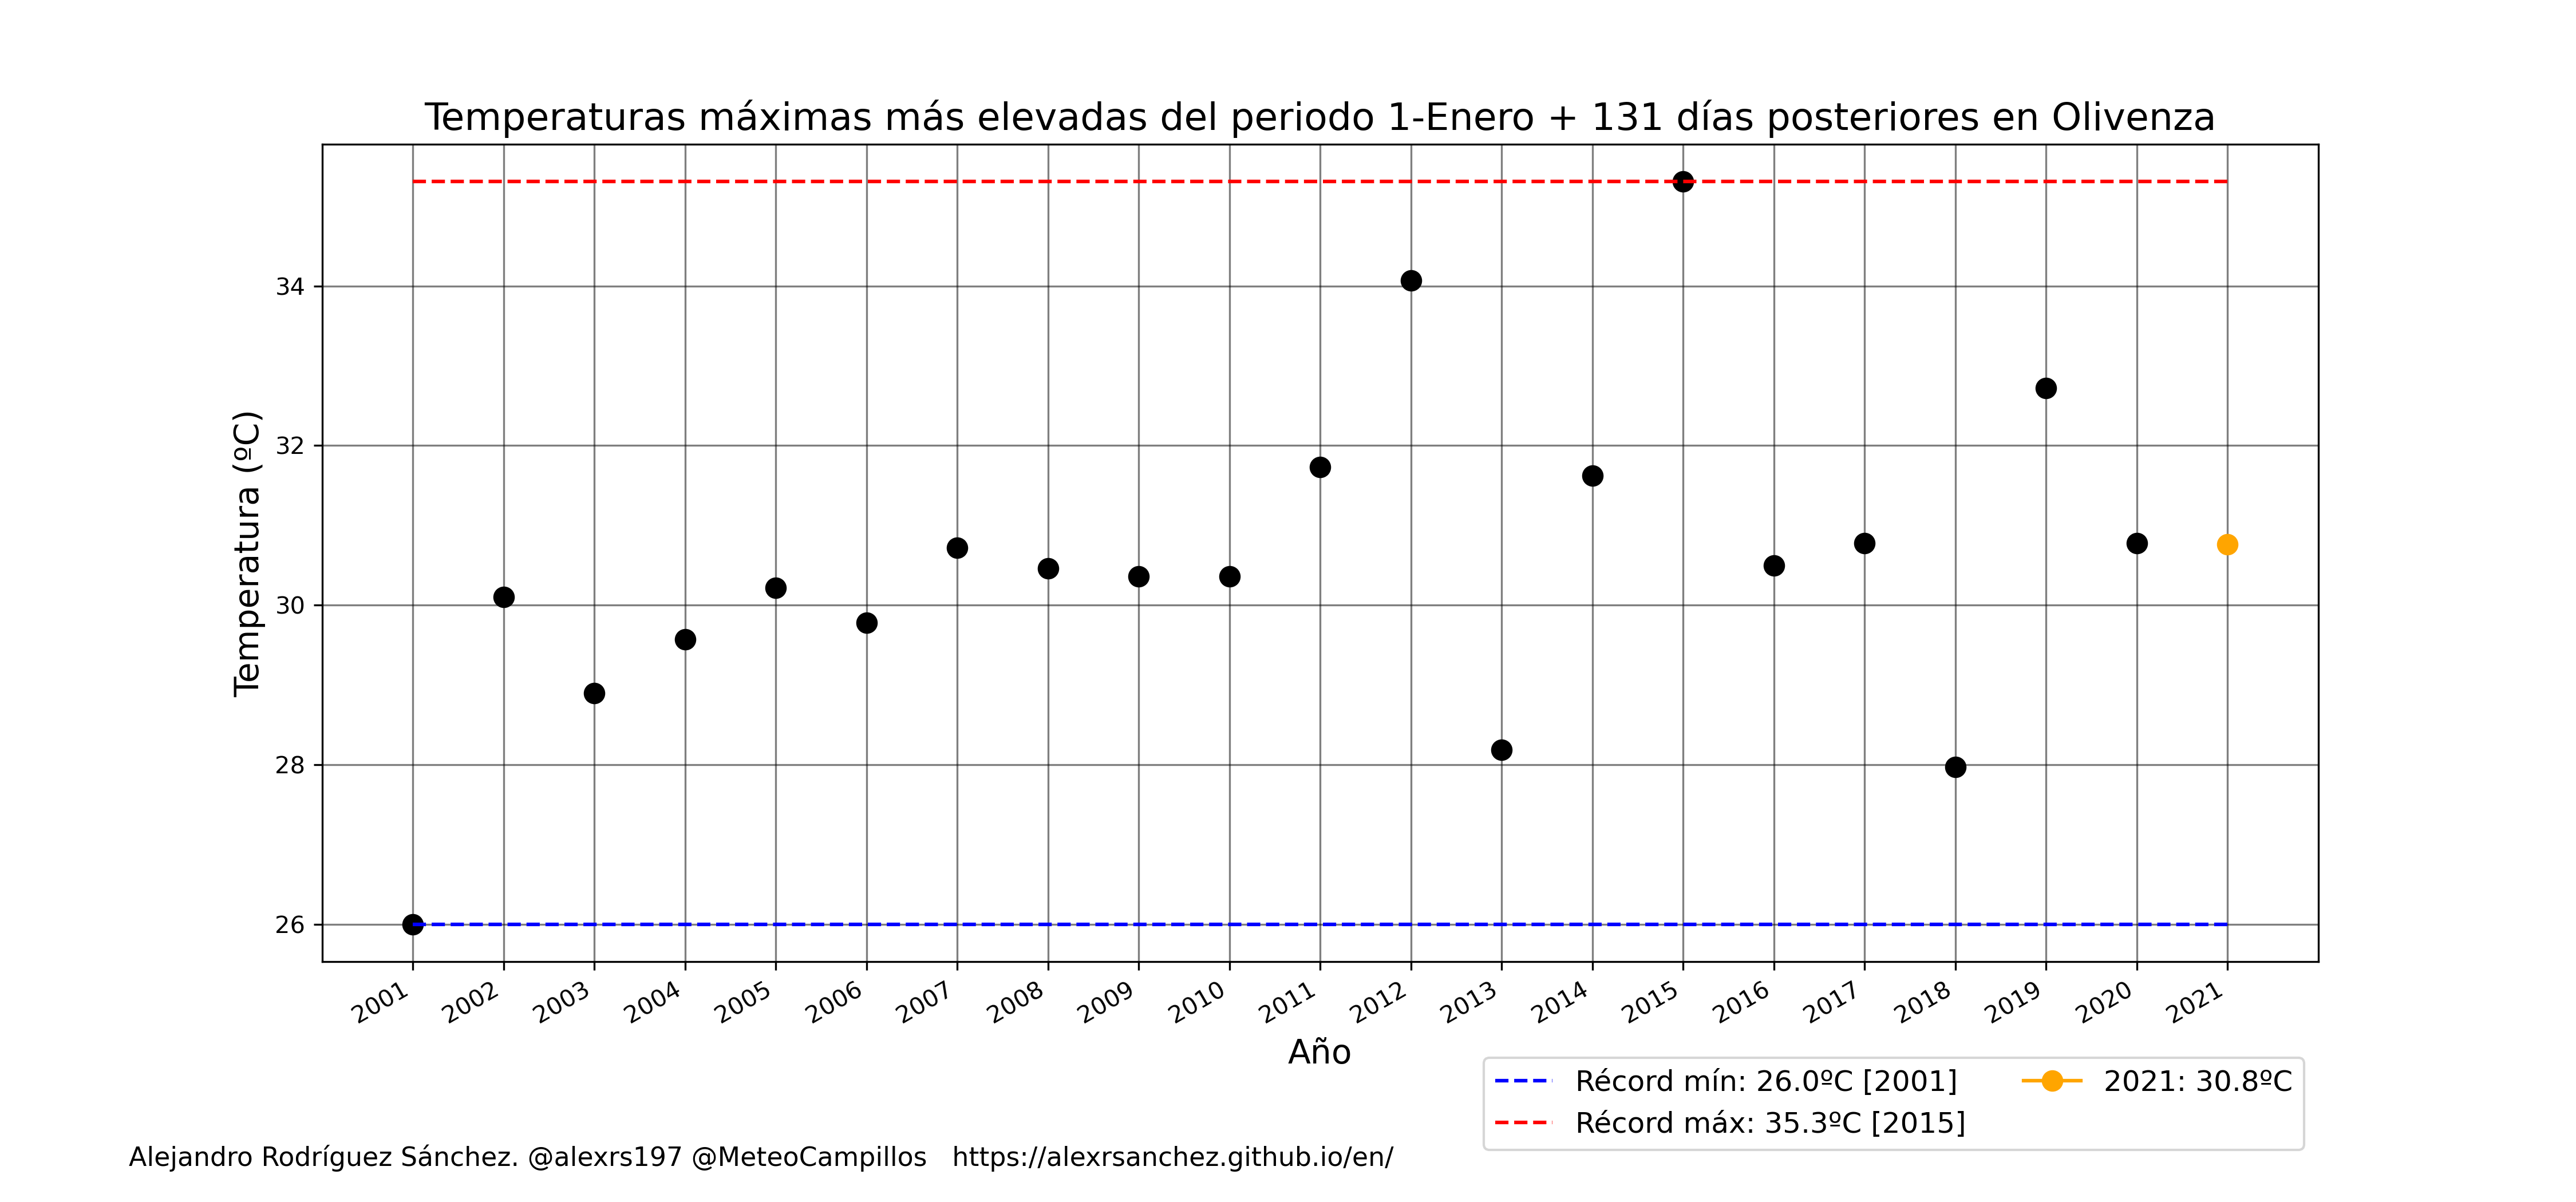 Temperaturas máximas más elevadas del periodo 1-Enero + 131 días posteriores en Olivenza
Temperatura (ºC)
34
32
30
28
26
2001 2002 2003 2004 2005 2006 2007 2008 2009 2010 2011 2012 2013 2014 2015 2016 2017 2018 2019 2020 2021
Año
Récord mín: 26.0ºC [2001]
Récord máx: 35.3ºC [2015]
2021: 30.8ºC
Alejandro Rodríguez Sánchez. @alexrs197 @MeteoCampillos https://alexrsanchez.github.io/en/